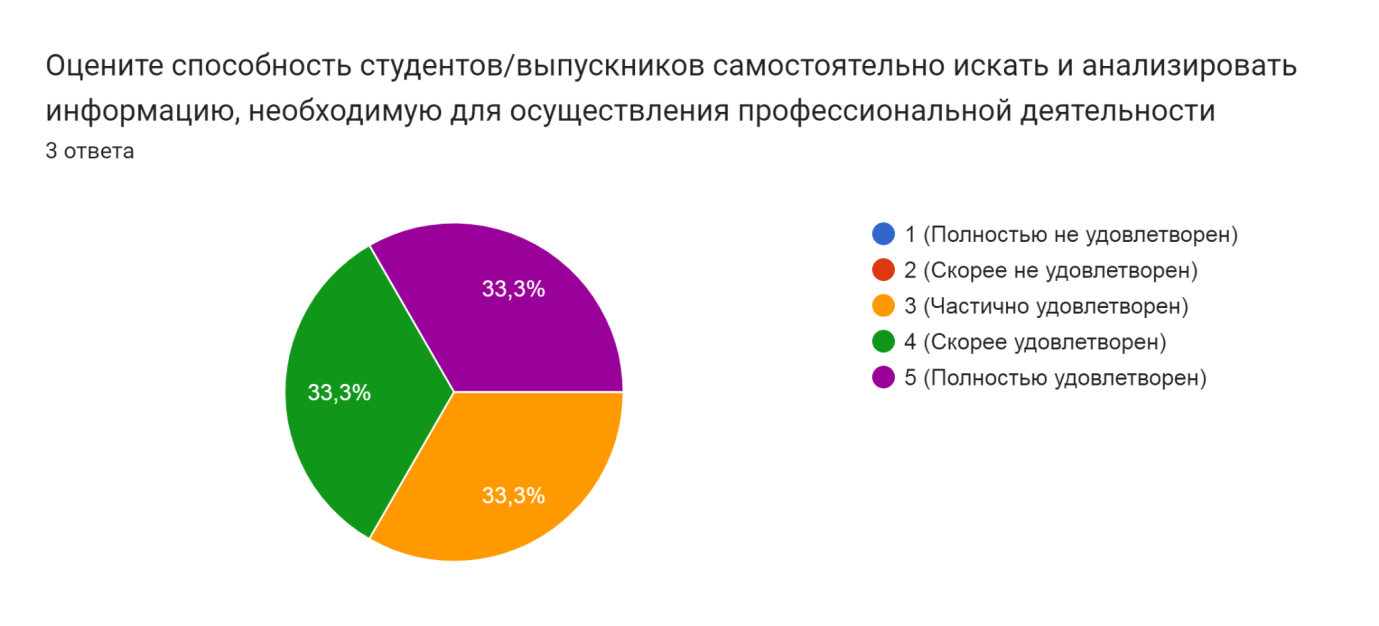 Оцените способность студентов/выпускников самостоятельно искать и анализировать
информацию, необходимую для осуществления профессиональной деятельности
3 ответа
33,3%
33,3%
33,3%
1 (Полностью не удовлетворен)
2 (Скорее не удовлетворен)
3 (Частично удовлетворен)
4 (Скорее удовлетворен)
5 (Полностью удовлетворен)